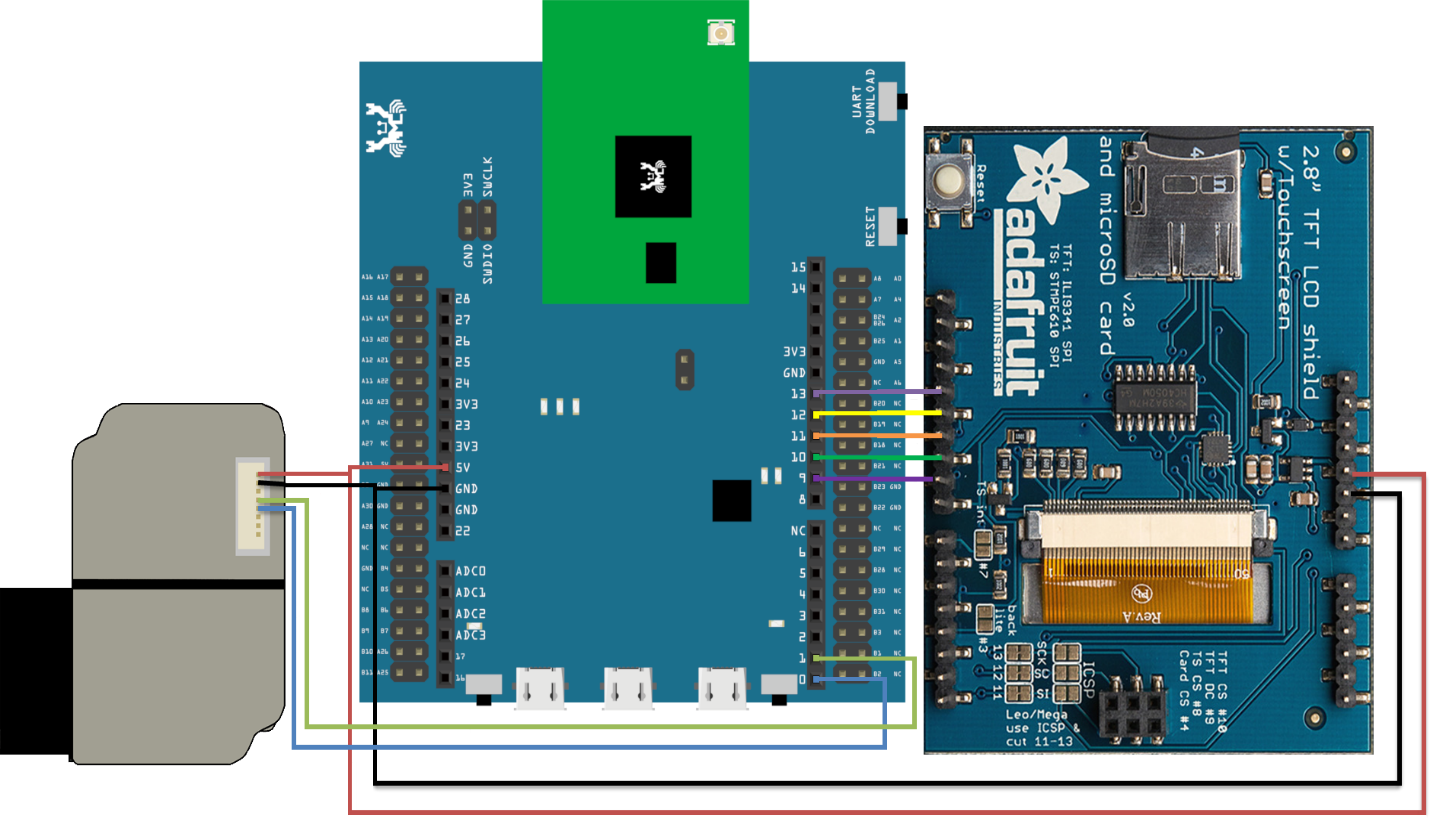 UART
DOWNLOAD
RESET
3V3
SWCLK
GND
SWDIO
A16 A17
A15 A18
A14 A19
A13 A20
A12 A21
A11 A22
A10 A23
A9 A24
A27 NC
A31 5V
GND
A30 GND
A28 NC
NC NC
GND B4
NC B5
B8 B6
B9 B7
B10 A26
B11 A25
28
27
26
25
24
3V3
23
3V3
5V
GND
GND
22
ADC0
ADC1
ADC2
ADC3
17
16
15
14
3V3
GND
13
12
11
10
9
8
NC
6
5
4
3
2
1
0
A8 A0
A7 A4
B24
B26 A2
B25 A1
GND A5
NC A6
B20 NC
B19 NC
B18 NC
B21 NC
B23 GND
B22 GND
NC NC
B29 NC
B28 NC
B30 NC
B31 NC
B3 NC
B1 NC
B2 NC
Reset
adafruit
INDUSTRIES
TFT: ILI9341 SPI
TS: STMPE610 SPI
2.8" TFT LCD shield
w/Touchscreen
and microSD card
v2.0
4
TS int
#7
back
lite
#3
1
50
Rev.A
13
12
11
SCK
SO
SI
ICSP
Leo/Mega
use ICSP &
cut 11-13
TFT CS #10
TFT DC #9
TS CS #8
Card CS #4